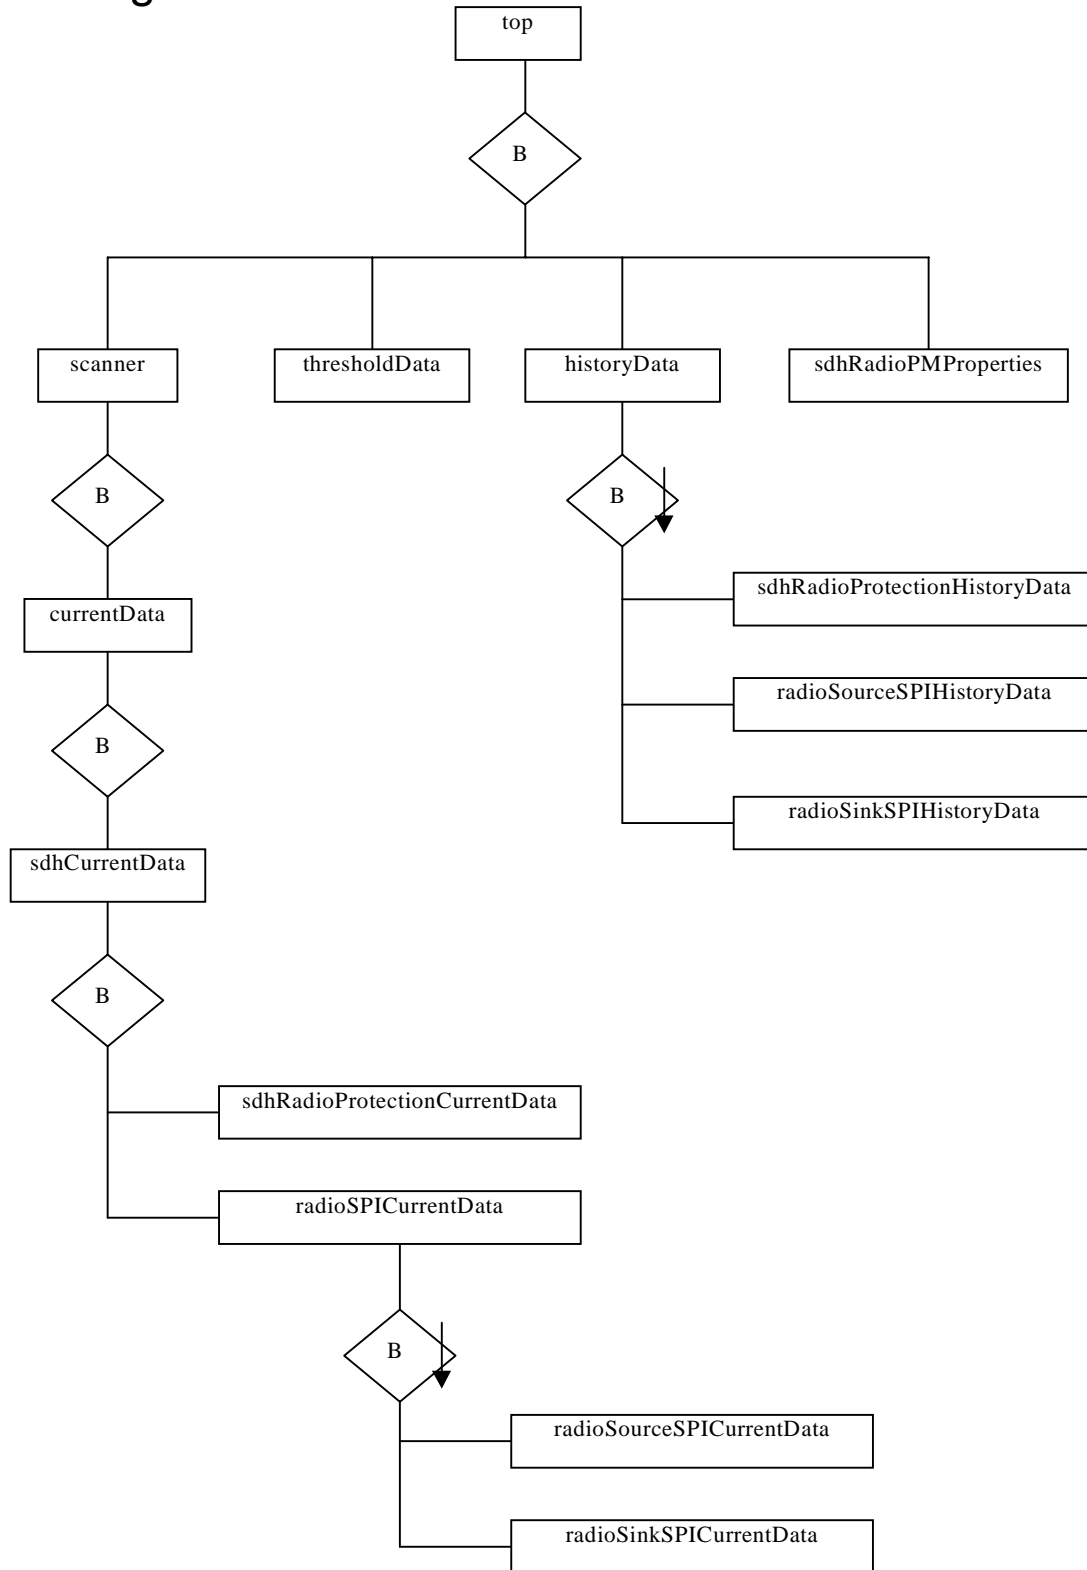 top
B
scanner
thresholdData
historyData
sdhRadioPMProperties
B
B
sdhRadioProtectionHistoryData
currentData
radioSourceSPIHistoryData
B
radioSinkSPIHistoryData
sdhCurrentData
B
sdhRadioProtectionCurrentData
radioSPICurrentData
B
radioSourceSPICurrentData
radioSinkSPICurrentData